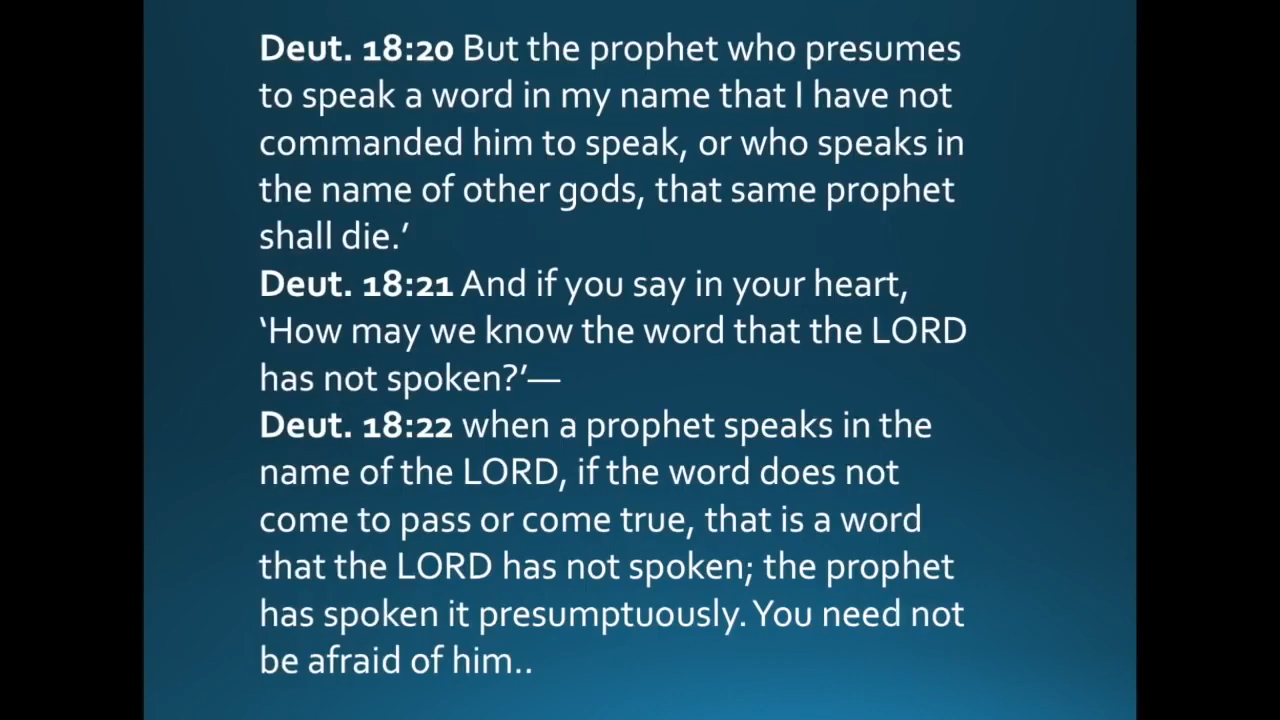 Deut. 18:20 But the prophet who presumes
to speak a word in my name that I have not
commanded him to speak, or who speaks in
the name of other gods, that same prophet
shall die.’
Deut. 18:21 And if you say in your heart,
‘How may we know the word that the LORD
has not spoken?’—
Deut. 18:22 when a prophet speaks in the
name of the LORD, if the word does not
come to pass or come true, that is a word
that the LORD has not spoken; the prophet
has spoken it presumptuously. You need not
be afraid of him..